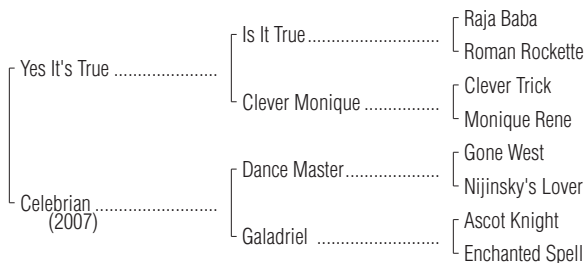 Raja Baba
Is It True
Roman Rockette
Yes It's True
Clever Trick
Clever Monique
Monique Rene
Gone West
Dance Master
Nijinsky's Lover
Celebrian
(2007)
Ascot Knight
Galadriel
Enchanted Spell